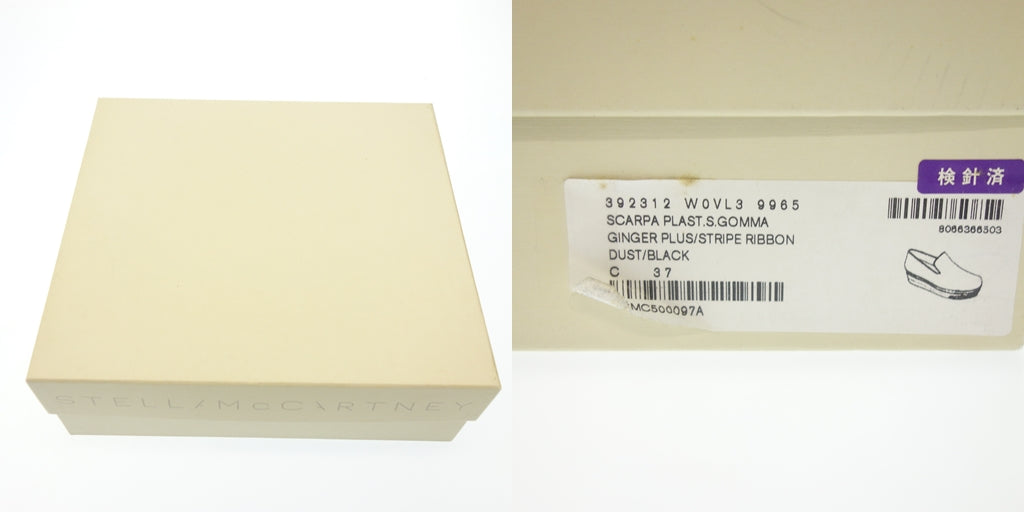 STELLA McCARTNEY
検針済
392312 W0VL3 9965
SCARPA PLAST.S.GOMMA
GINGER PLUS/STRIPE RIBBON
DUST/BLACK
C 37
MC500097A
8066366503